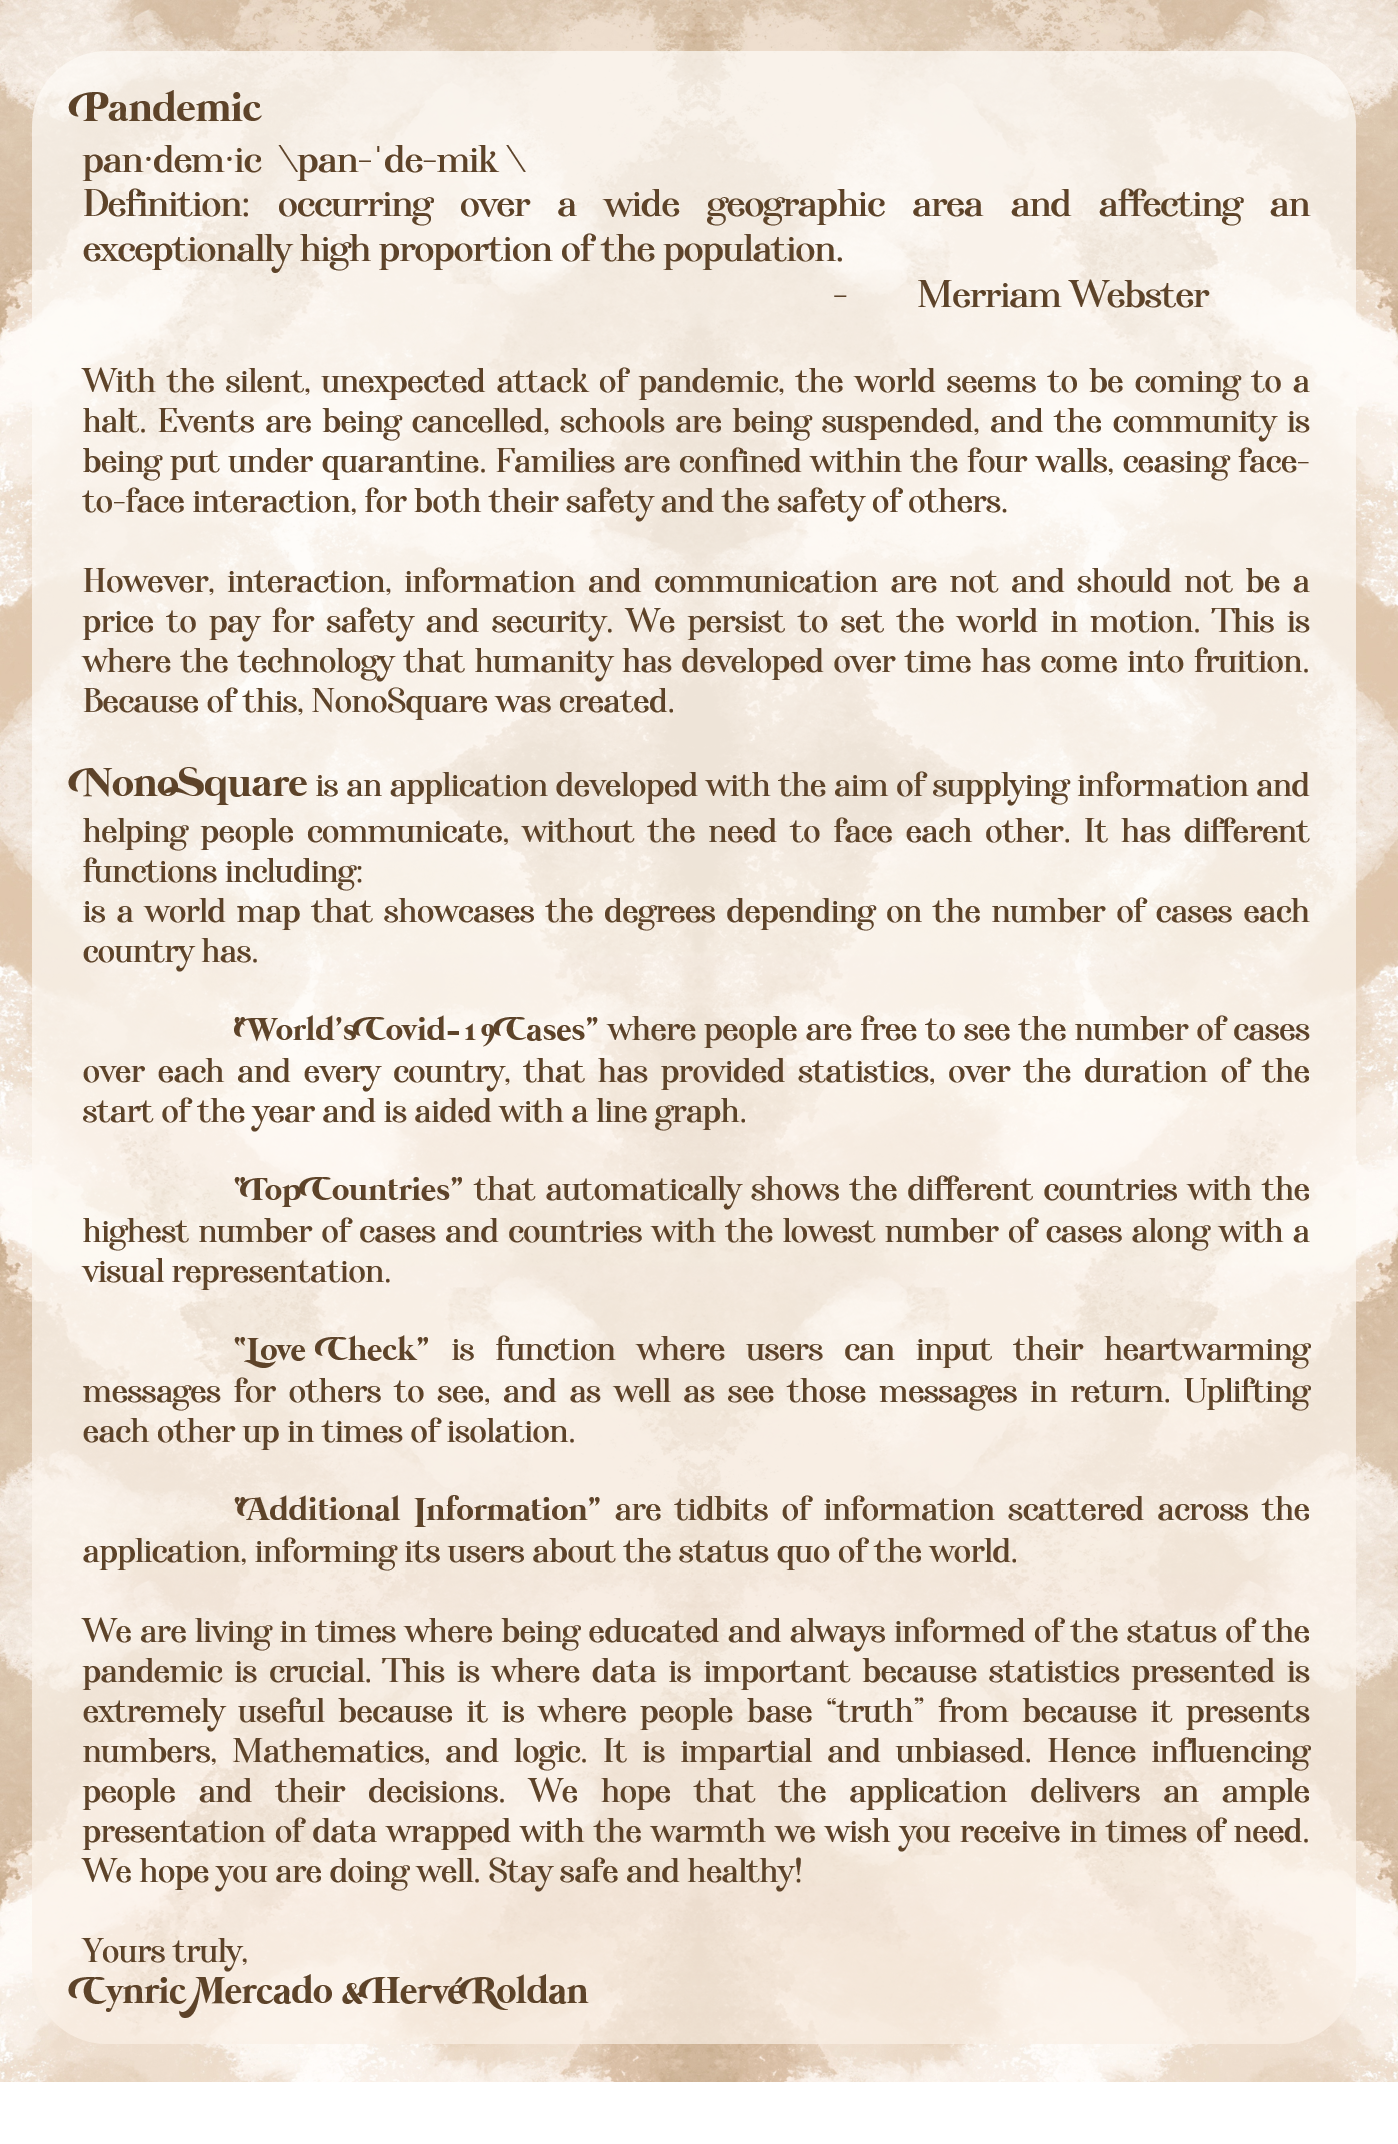 Pandemic
pan·dem·ic \pan-ˈde-mik \
Definition: occurring over a wide geographic area and affecting an
exceptionally high proportion of the population.
- Merriam Webster
With the silent, unexpected attack of pandemic, the world seems to be coming to a
halt. Events are being cancelled, schools are being suspended, and the community is
being put under quarantine. Families are confined within the four walls, ceasing face-
to-face interaction, for both their safety and the safety of others.
However, interaction, information and communication are not and should not be a
price to pay for safety and security. We persist to set the world in motion. This is
where the technology that humanity has developed over time has come into fruition.
Because of this, NonoSquare was created.
NonoSquare is an application developed with the aim of supplying information and
helping people communicate, without the need to face each other. It has different
functions including:
is a world map that showcases the degrees depending on the number of cases each
country has.
"World's Covid-19 Cases" where people are free to see the number of cases
over each and every country, that has provided statistics, over the duration of the
start of the year and is aided with a line graph.
"Top Countries" that automatically shows the different countries with the
highest number of cases and countries with the lowest number of cases along with a
visual representation.
"Love Check" is function where users can input their heartwarming
messages for others to see, and as well as see those messages in return. Uplifting
each other up in times of isolation.
"Additional Information" are tidbits of information scattered across the
application, informing its users about the status quo of the world.
We are living in times where being educated and always informed of the status of the
pandemic is crucial. This is where data is important because statistics presented is
extremely useful because it is where people base “truth” from because it presents
numbers, Mathematics, and logic. It is impartial and unbiased. Hence influencing
people and their decisions. We hope that the application delivers an ample
presentation of data wrapped with the warmth we wish you receive in times of need.
We hope you are doing well. Stay safe and healthy!
Yours truly,
Cynric Mercado & Hervé Roldan